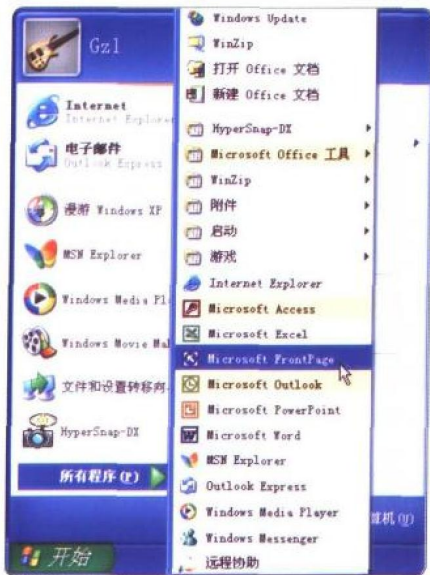 Gzl
Internet
Internet Explorer
电子邮件
Outlook Express
漫游 Windows XP
MSN Explorer
Windows Media Pl
Windows Movie Mak
文件和设置转移向
HyperSnap-DX
所有程序(P)
开始
Windows Update
WinZip
打开 Office 文档
新建 Office 文档
HyperSnap-DX
Microsoft Office 工具
WinZip
附件
启动
游戏
Internet Explorer
Microsoft Access
Microsoft Excel
Microsoft FrontPage
Microsoft Outlook
Microsoft PowerPoint
Microsoft Word
MSN Explorer
Outlook Express
Windows Media Player
Windows Messenger
远程协助
算机(U)